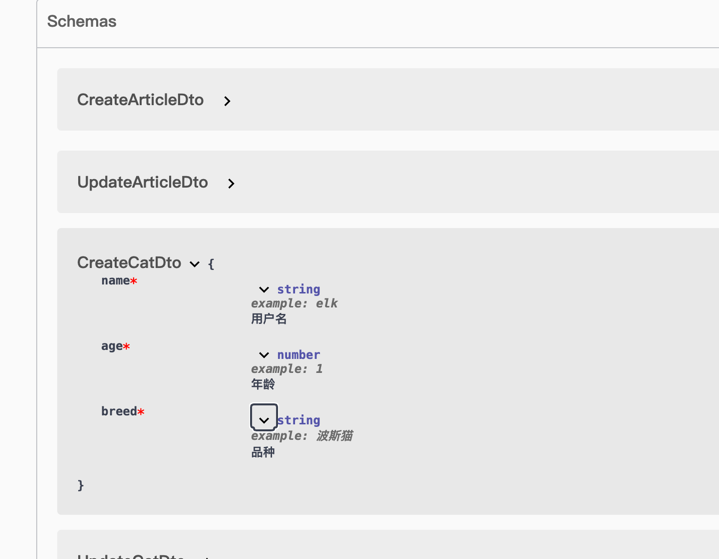 Schemas
CreateArticleDto
UpdateArticleDto
CreateCatDto {
name*
string
example: elk
用户名
age*
number
example: 1
年龄
breed*
string
example: 波斯猫
品种
}
UpdateCatDto